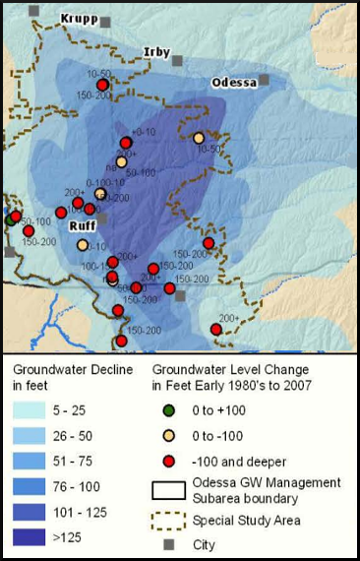 Krupp
Irby
10-50
Odessa
150-200
+0-10
200+
10-50
50-100
0-10
200+
150-200
50-100
Ruff
150-200
0-10
150-200
200+
200+
150-200
150-200
150-200
200+
Groundwater Decline
in feet
5 - 25
26 - 50
51 - 75
76 - 100
101 - 125
>125
Groundwater Level Change
in Feet Early 1980's to 2007
0 to +100
0 to -100
-100 and deeper
Odessa GW Management
Subarea boundary
Special Study Area
City